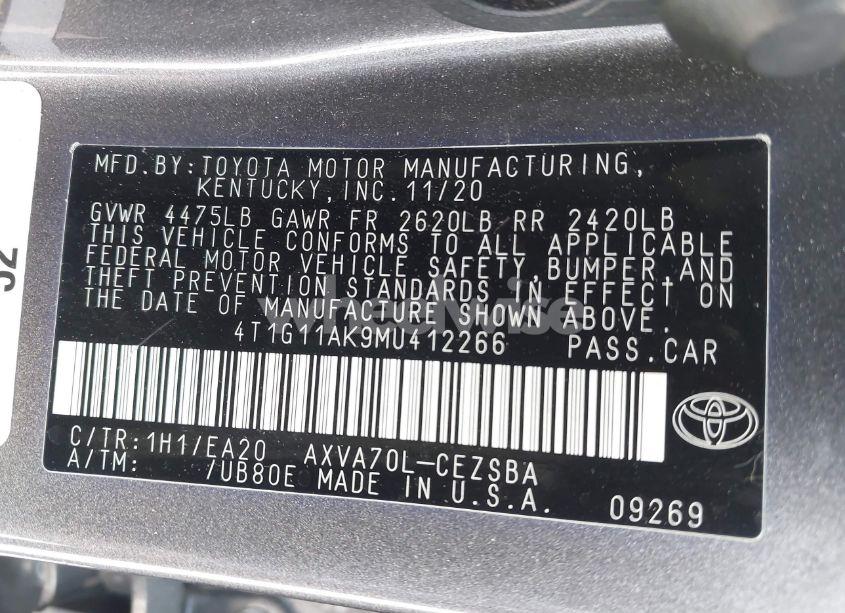 MFD.BY:TOYOTA MOTOR MANUFACTURING,
KENTUCKY, INC. 11/20
GVWR 4475LB GAWR FR 2620LB RR 2420LB
THIS VEHICLE CONFORMS TO ALL APPLICABLE
FEDERAL MOTOR VEHICLE SAFETY, BUMPER, AND
THEFT PREVENTION STANDARDS IN EFFECT ON
THE DATE OF MANUFACTURE SHOWN ABOVE.
wheelwise
4T1G11AK9MU412266 PASS.CAR
C/TR:1H1/EA20 AXVA70L-CEZSBA
A/TM: /UB80E MADE IN U.S.A.
09269